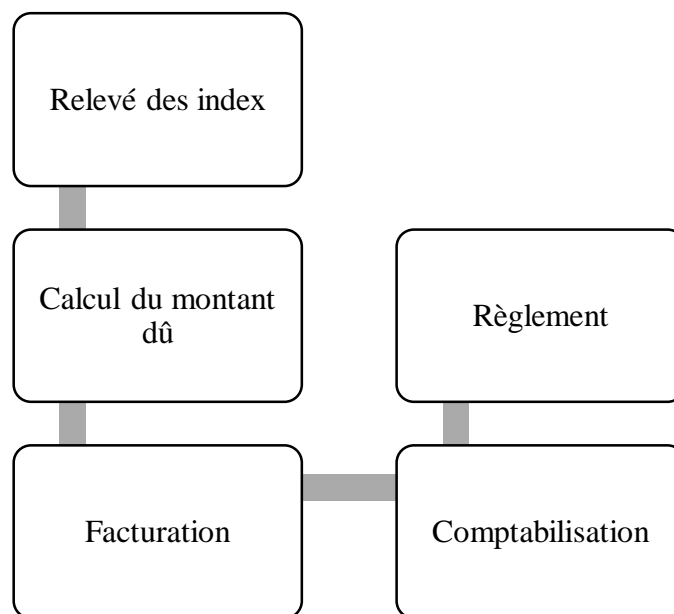 Relevé des index
Calcul du montant
dû
Facturation
Comptabilisation
Règlement